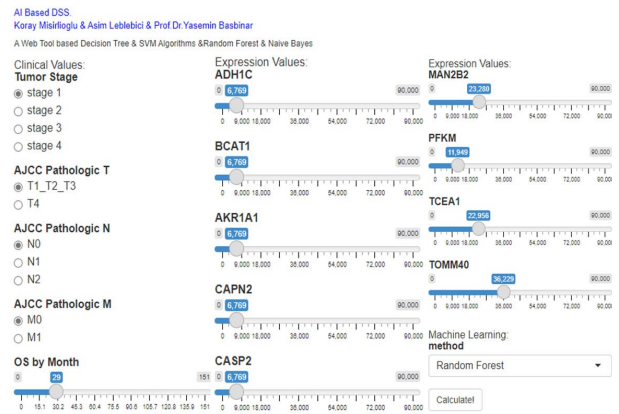 AI Based DSS.
Koray Misirlioglu & Asim Leblebici & Prof.Dr.Yasemin Basbinar
A Web Tool based Decision Tree & SVM Algorithms &Random Forest & Naive Bayes
Clinical Values:
Tumor Stage
stage 1
stage 2
stage 3
stage 4
AJCC Pathologic T
T1_T2_T3
T4
AJCC Pathologic N
N0
N1
N2
AJCC Pathologic M
M0
M1
OS by Month
0 29 151
0 15.1 30.2 45.3 60.4 75.5 90.6 105.7 120.8 135.9 151
Expression Values:
ADH1C
0 6,769 90,000
0 9,000 18,000 36,000 54,000 72,000 90,000
BCAT1
0 6,769 90,000
0 9,000 18,000 36,000 54,000 72,000 90,000
AKR1A1
0 6,769 90,000
0 9,000 18,000 36,000 54,000 72,000 90,000
CAPN2
0 6,769 90,000
0 9,000 18,000 36,000 54,000 72,000 90,000
CASP2
0 6,769 90,000
0 9,000 18,000 36,000 54,000 72,000 90,000
Expression Values:
MAN2B2
0 23,280 90,000
0 9,000 18,000 36,000 54,000 72,000 90,000
PFKM
0 11,949 90,000
0 9,000 18,000 36,000 54,000 72,000 90,000
TCEA1
0 22,956 90,000
0 9,000 18,000 36,000 54,000 72,000 90,000
TOMM40
0 36,229 90,000
0 9,000 18,000 36,000 54,000 72,000 90,000
Machine Learning:
method
Random Forest
Calculate!